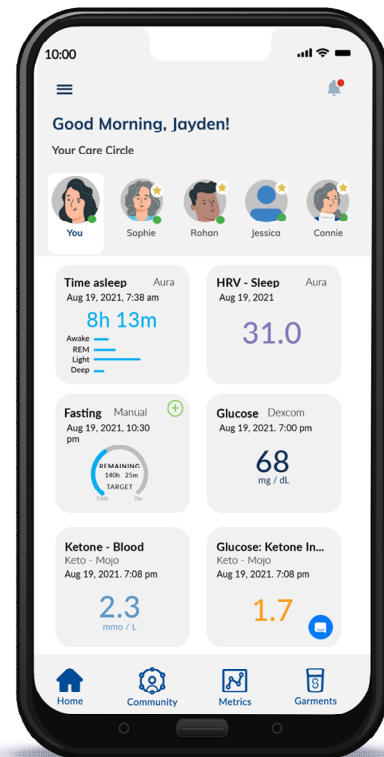 10:00
Good Morning, Jayden!
Your Care Circle
You
Sophie
Rohan
Jessica
Connie
Time asleep Aura
Aug 19, 2021, 7:38 am
8h 13m
Awake
REM
Light
Deep
HRV - Sleep Aura
Aug 19, 2021
31.0
Fasting Manual
Aug 19, 2021, 10:30
pm
REMAINING
140h 25m
TARGET
0m
Glucose Dexcom
Aug 19, 2021. 7:00 pm
68
mg / dL
Ketone - Blood
Keto - Mojo
Aug 19, 2021. 7:08 pm
2.3
mmo / L
Glucose: Ketone In...
Keto - Mojo
Aug 19, 2021. 7:08 pm
1.7
Home
Community
Metrics
S
Garments